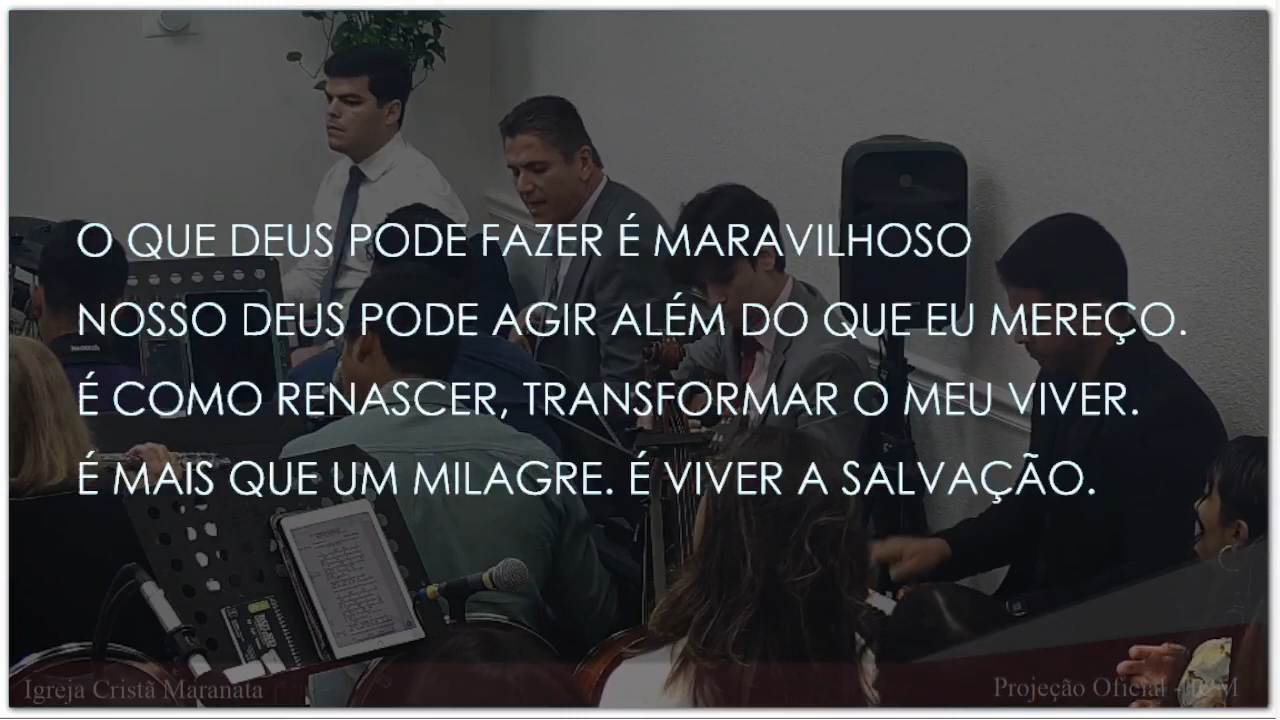 O QUE DEUS PODE FAZER É MARAVILHOSO
NOSSO DEUS PODE AGIR ALÉM DO QUE EU MEREÇO.
É COMO RENASCER, TRANSFORMAR O MEU VIVER.
É MAIS QUE UM MILAGRE. É VIVER A SALVAÇÃO.
Igreja Cristã Maranata
Projeção Oficial